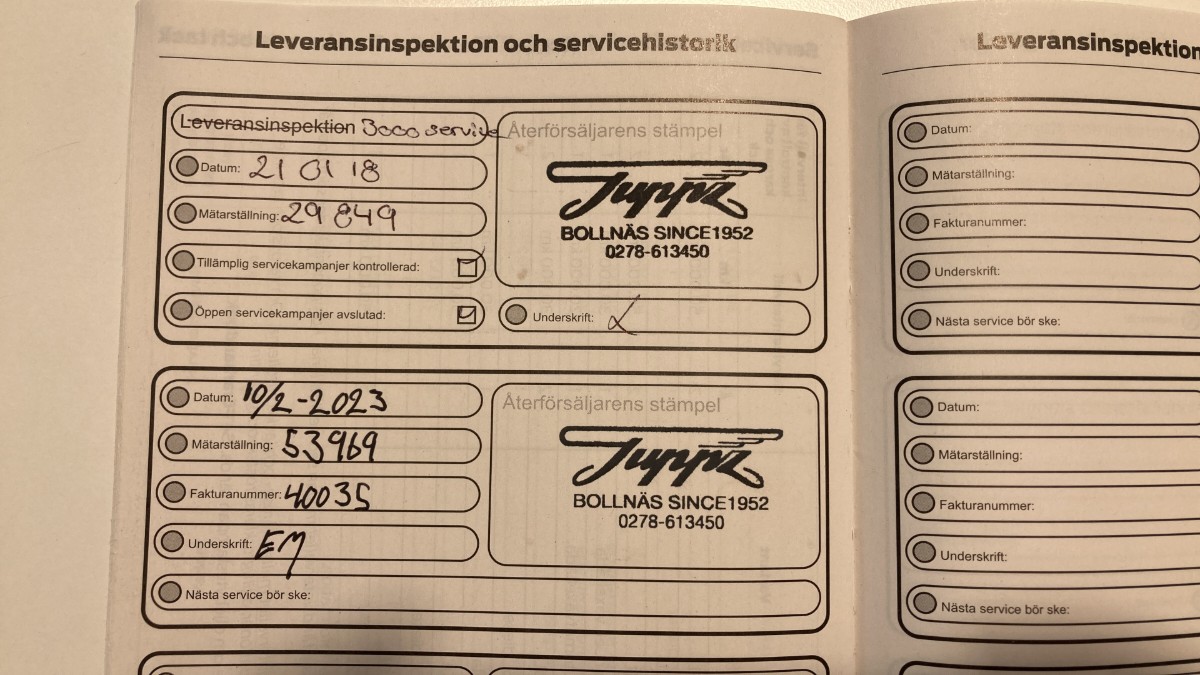 Leveransinspektion och servicehistorik
Leveransinspektion 3000 service
Återförsäljarens stämpel
Datum: 21 01 18
Mätarställning: 29 849
Juppz
BOLLNÄS SINCE1952
0278-613450
Tillämplig servicekampanjer kontrollerad:
Öppen servicekampanjer avslutad:
Underskrift:
Datum: 10/2-2023
Mätarställning: 53969
Fakturanummer: 40035
Underskrift: EM
Nästa service bör ske:
Återförsäljarens stämpel
Juppz
BOLLNÄS SINCE1952
0278-613450
Leveransinspektion
Datum:
Mätarställning:
Fakturanummer:
Underskrift:
Nästa service bör ske:
Datum:
Mätarställning:
Fakturanummer:
Underskrift:
Nästa service bör ske: